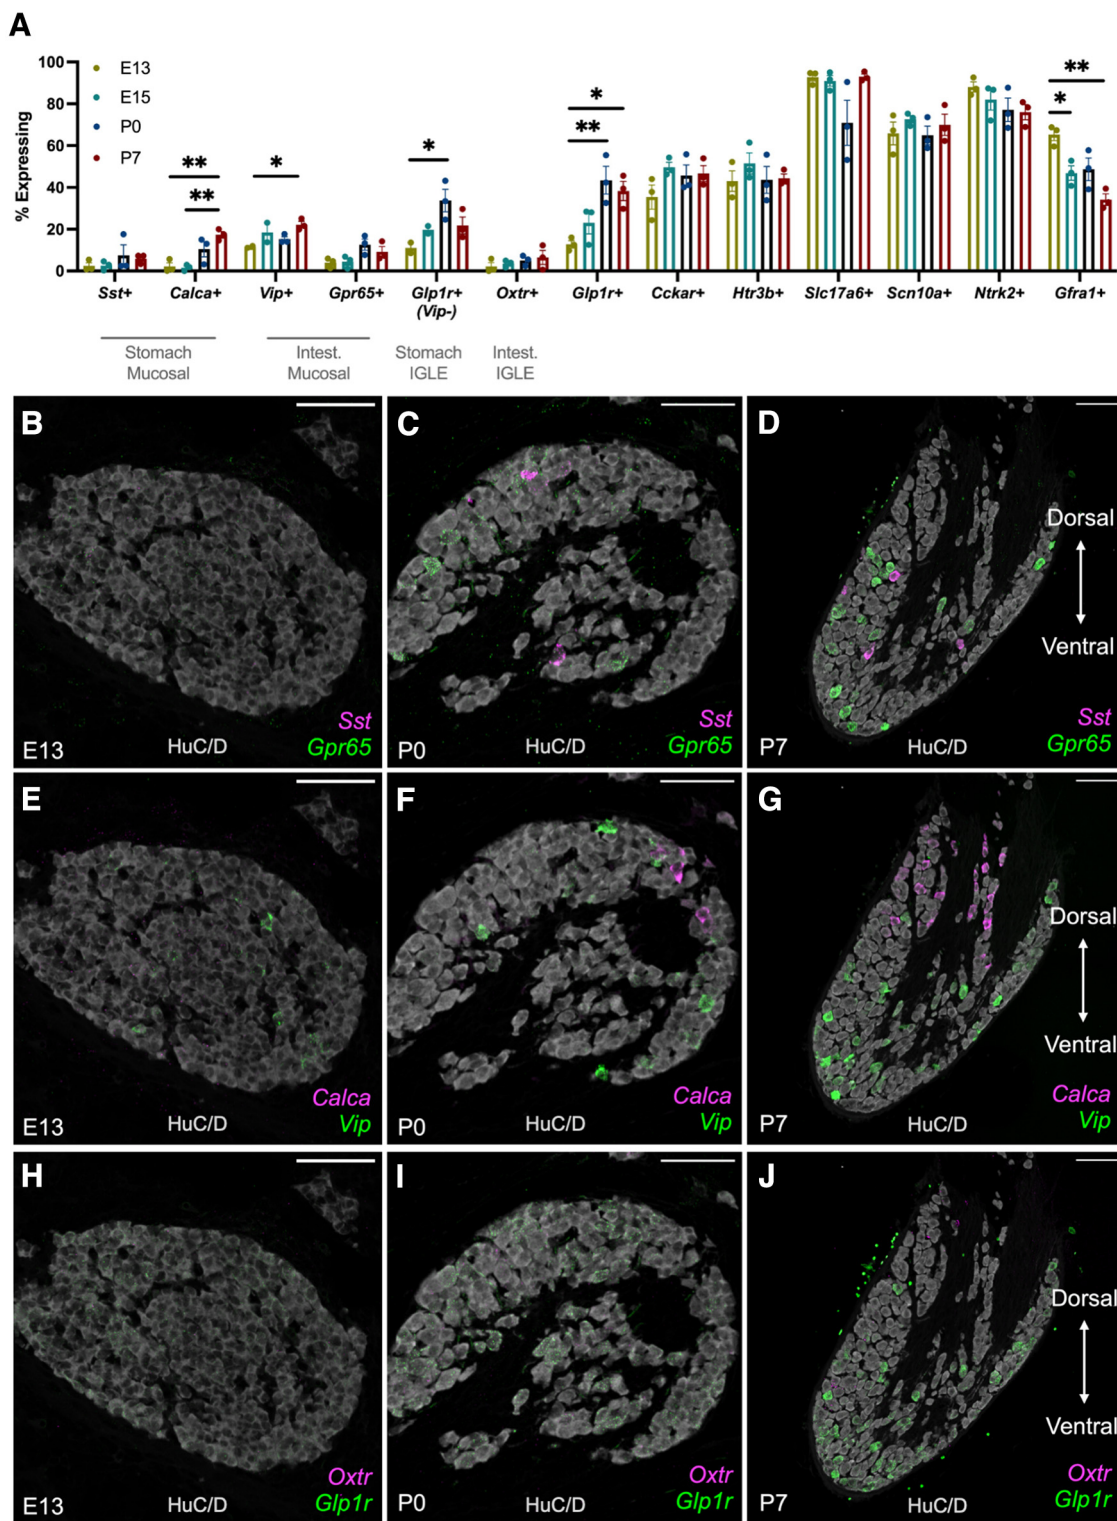 A
100
80
60
40
20
0
% Expressing
E13
E15
P0
P7
** ** * * * ** ** *
Sst+ Calca+ Vip+ Gpr65+ Glp1r+ Oxtr+ Glp1r+ Cckar+ Htr3b+ Slc17a6+ Scn10a+ Ntrk2+ Gfra1+
(Vip-)
Stomach Intest. Stomach Intest.
Mucosal Mucosal IGLE IGLE
B
Sst
Gpr65
E13 HuC/D
C
Sst
Gpr65
P0 HuC/D
D
Dorsal
Ventral
Sst
Gpr65
P7 HuC/D
E
Calca
Vip
E13 HuC/D
F
Calca
Vip
P0 HuC/D
G
Dorsal
Ventral
Calca
Vip
P7 HuC/D
H
Oxtr
Glp1r
E13 HuC/D
I
Oxtr
Glp1r
P0 HuC/D
J
Dorsal
Ventral
Oxtr
Glp1r
P7 HuC/D